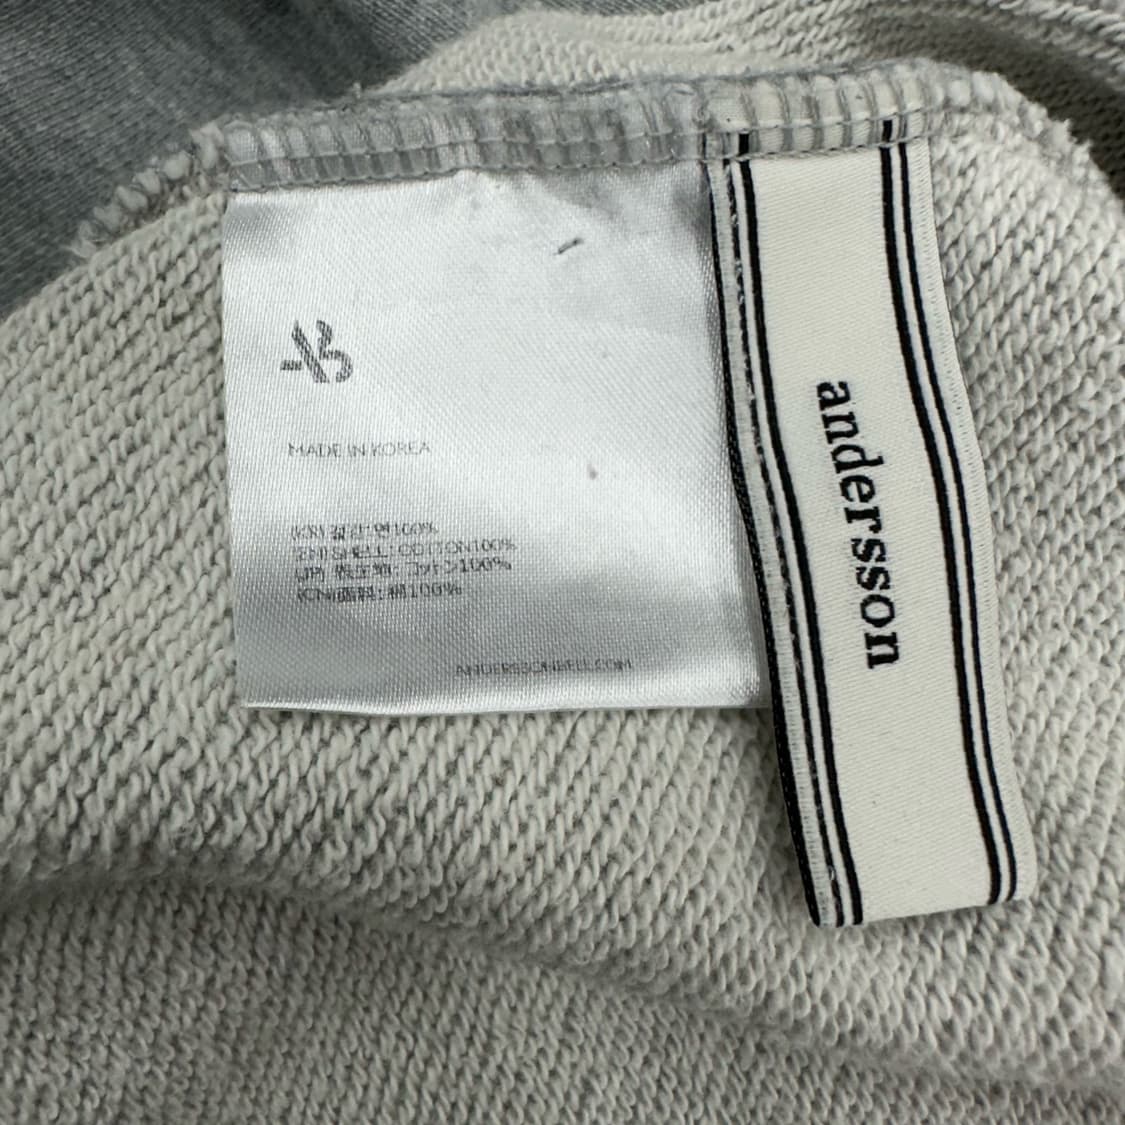 AB
MADE IN KOREA
(KR) 겉감:면100%
(EN) SHELL:COTTON100%
(JP) 表生地:コットン100%
(CN)面料:棉100%
ANDERSSONBELL.COM
andersson